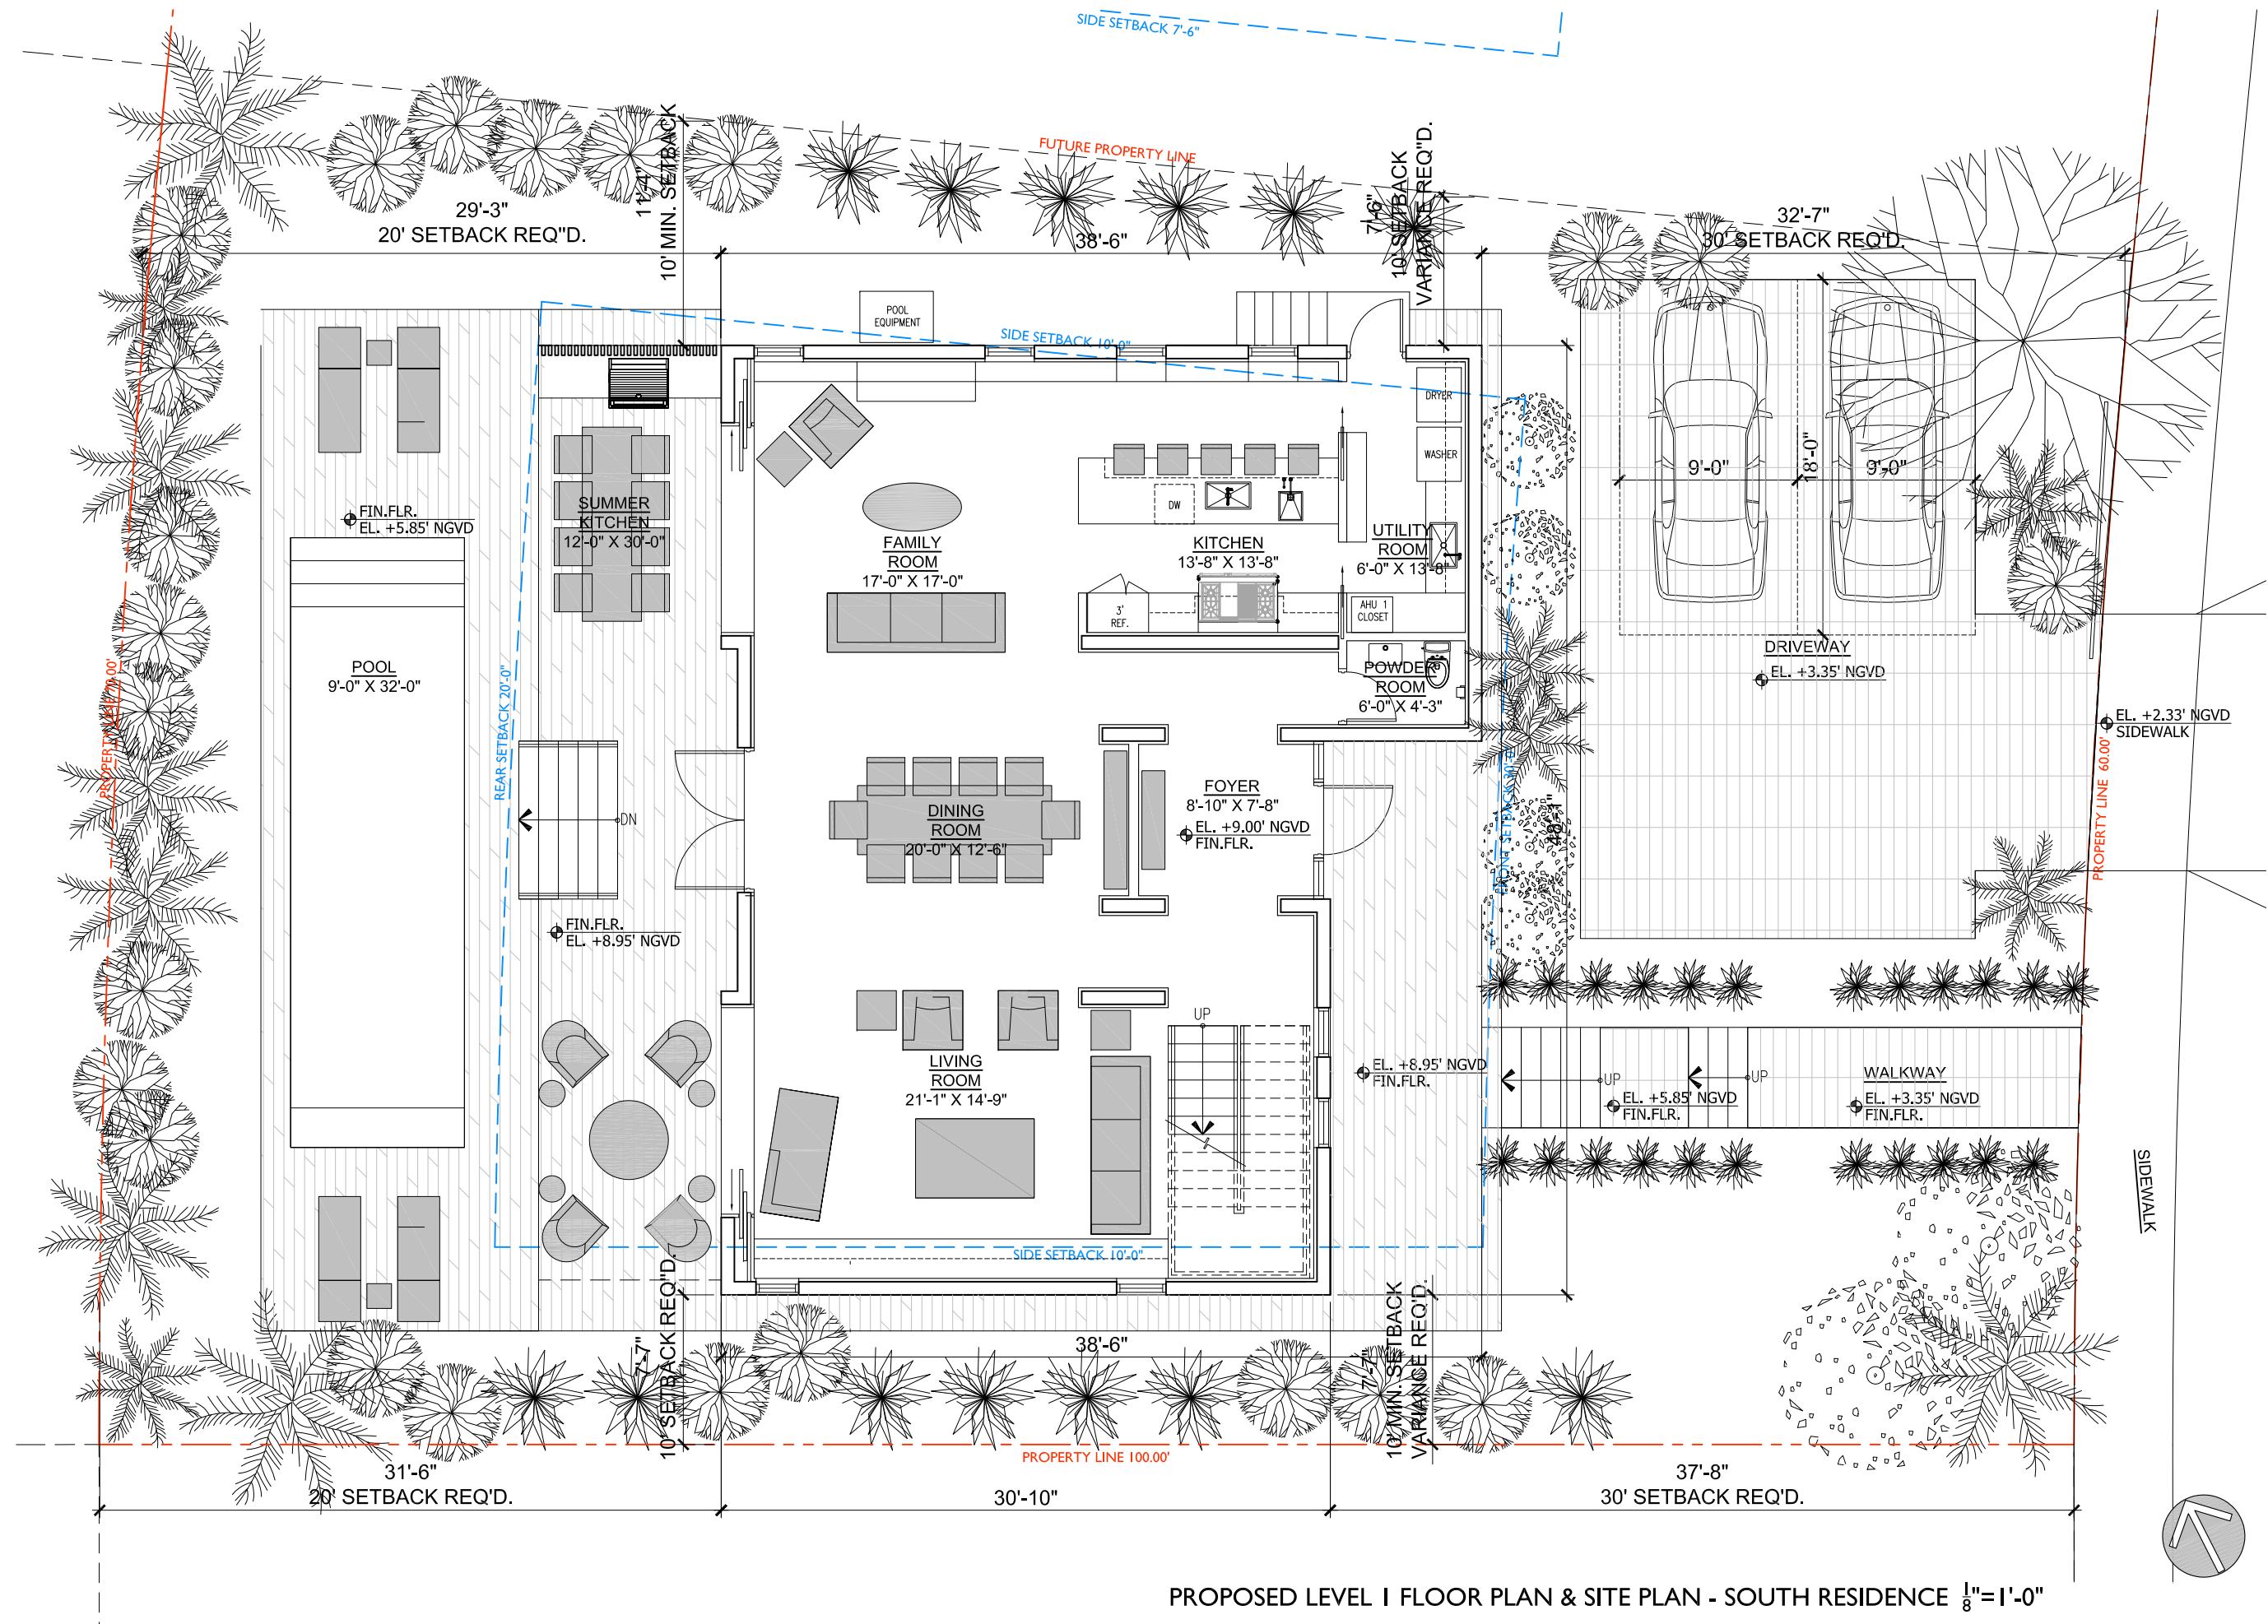 SIDE SETBACK 7'-6"
FUTURE PROPERTY LINE
29'-3"
20' SETBACK REQ"D.
11'-4"
10' MIN. SETBACK
38'-6"
7'-6"
10' SETBACK
VARIANCE REQ"D.
32'-7"
30' SETBACK REQ'D.
POOL
EQUIPMENT
SIDE SETBACK 10'-0"
DRYER
WASHER
9'-0"
18'-0"
9'-0"
FIN.FLR.
EL. +5.85' NGVD
SUMMER
KITCHEN
12'-0" X 30'-0"
FAMILY
ROOM
17'-0" X 17'-0"
DW
KITCHEN
13'-8" X 13'-8"
UTILITY
ROOM
6'-0" X 13'-8"
3'
REF.
AHU 1
CLOSET
POWDER
ROOM
6'-0" X 4'-3"
POOL
9'-0" X 32'-0"
REAR SETBACK 20'-0"
DRIVEWAY
EL. +3.35' NGVD
EL. +2.33' NGVD
SIDEWALK
PROPERTY LINE 60.00'
DN
DINING
ROOM
20'-0" X 12'-6"
FOYER
8'-10" X 7'-8"
EL. +9.00' NGVD
FIN.FLR.
FRONT SETBACK 30'-0"
48'-1"
FIN.FLR.
EL. +8.95' NGVD
UP
LIVING
ROOM
21'-1" X 14'-9"
EL. +8.95' NGVD
FIN.FLR.
UP
EL. +5.85' NGVD
FIN.FLR.
UP
WALKWAY
EL. +3.35' NGVD
FIN.FLR.
SIDEWALK
SIDE SETBACK 10'-0"
7'-7"
10' SETBACK REQ"D.
38'-6"
7'-7"
10' MIN. SETBACK
VARIANCE REQ'D.
PROPERTY LINE 100.00'
31'-6"
20' SETBACK REQ'D.
30'-10"
37'-8"
30' SETBACK REQ'D.
PROPOSED LEVEL 1 FLOOR PLAN & SITE PLAN - SOUTH RESIDENCE 1/8"=1'-0"